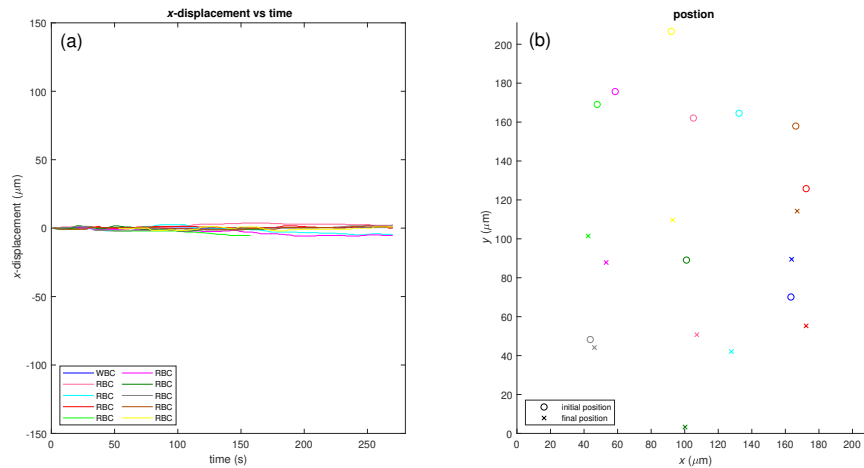 x-displacement vs time
(a)
150
100
50
0
-50
-100
-150
x-displacement (μm)
WBC RBC
RBC RBC
RBC RBC
RBC RBC
RBC RBC
0 50 100 150 200 250
time (s)
postion
(b)
200
180
160
140
120
100
80
60
40
20
0
y (μm)
initial position
final position
0 20 40 60 80 100 120 140 160 180 200
x (μm)